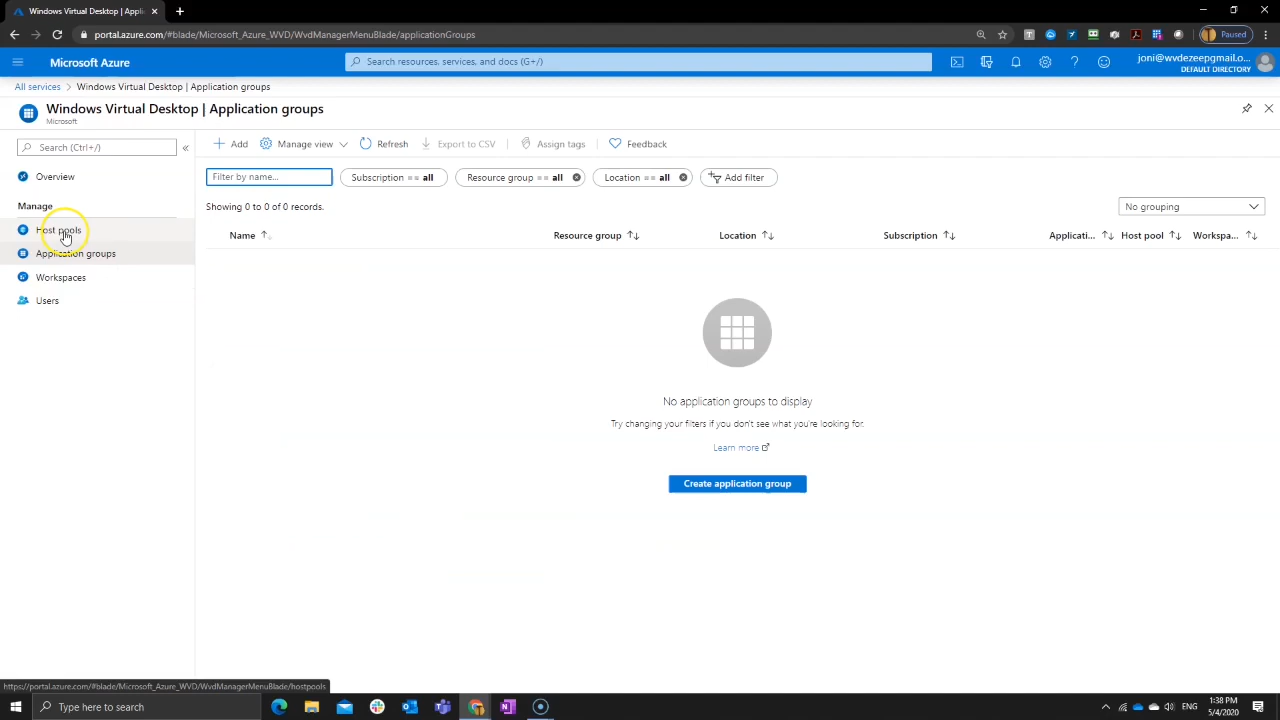 Windows Virtual Desktop | Appli
Paused
portal.azure.com/#blade/Microsoft_Azure_WVD/WvdManagerMenuBlade/applicationGroups
Microsoft Azure
Search resources, services, and docs (G+/)
joni@wvdezeepgmail.o...
DEFAULT DIRECTORY
All services > Windows Virtual Desktop | Application groups
Windows Virtual Desktop | Application groups
Microsoft
Search (Ctrl+/)
«
Add
Manage view
Refresh
Export to CSV
Assign tags
Feedback
Overview
Filter by name...
Subscription == all
Resource group == all
Location == all
Add filter
Manage
Showing 0 to 0 of 0 records.
No grouping
Host pools
Name
Resource group
Location
Subscription
Applicati...
Host pool
Workspa...
Application groups
Workspaces
Users
No application groups to display
Try changing your filters if you don't see what you're looking for.
Learn more
Create application group
https://portal.azure.com/#blade/Microsoft_Azure_WVD/WvdManagerMenuBlade/hostpools
Type here to search
ENG
1:38 PM
5/4/2020